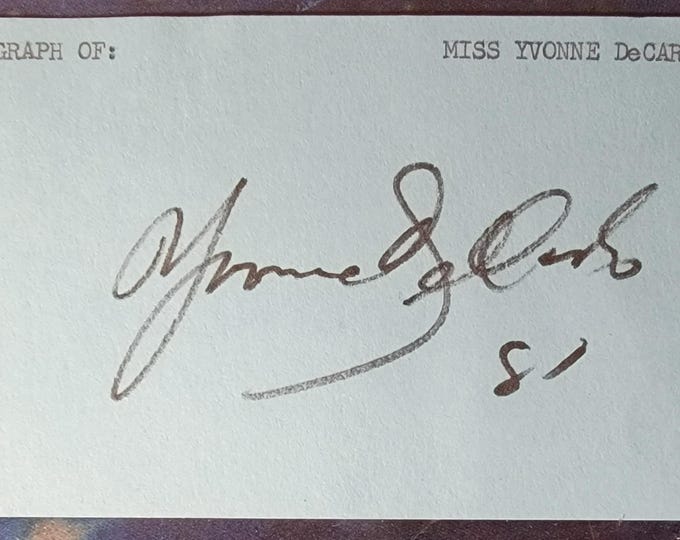 GRAPH OF: MISS YVONNE DeCAR
Yvonne De Carlo
81